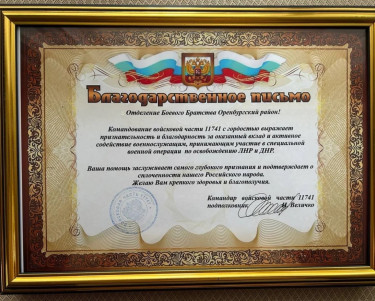 Благодарственное письмо
Отделение Боевого Братства Оренбургский район!
Командование войсковой части 11741 с гордостью выражает
признательность и благодарность за оказанный вклад и активное
содействие военнослужащим, принимающим участие в специальной
военной операции по освобождению ЛНР и ДНР.
Ваша помощь заслуживает самого глубокого признания и подтверждает о
сплоченности нашего Российского народа.
Желаю Вам крепкого здоровья и благополучия.
Командир войсковой части 11741
подполковник Величко